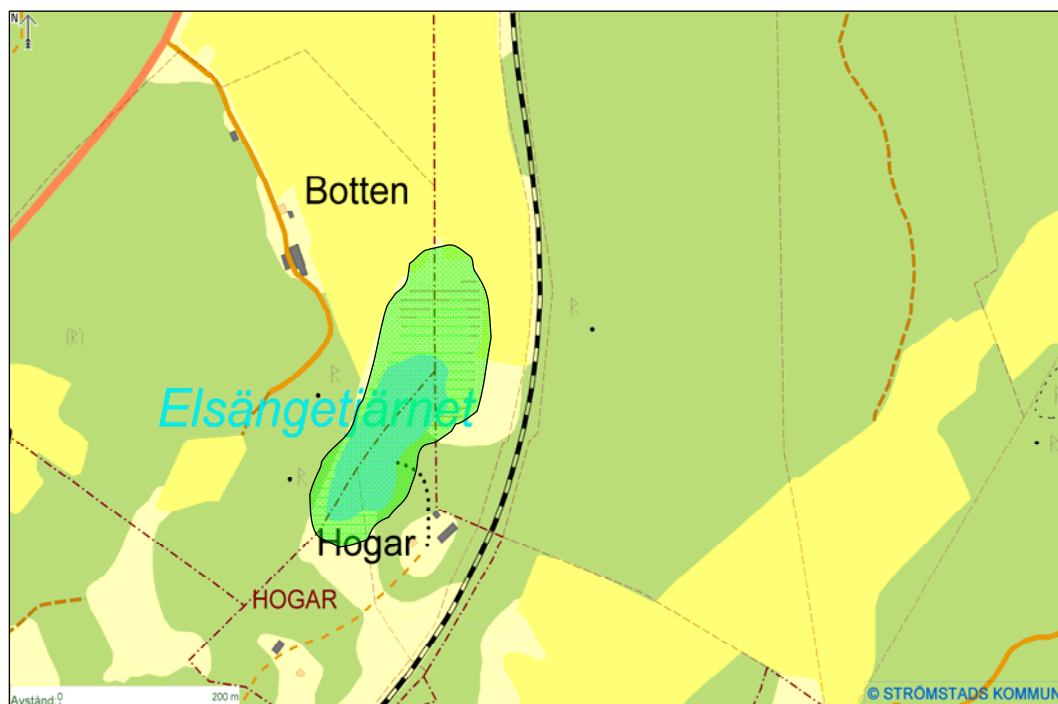 N
Botten
R
(R)
R
Elsängetjärnet
R
R
Hogar
HOGAR
Avstånd: 0 200 m
© STRÖMSTADS KOMMUN